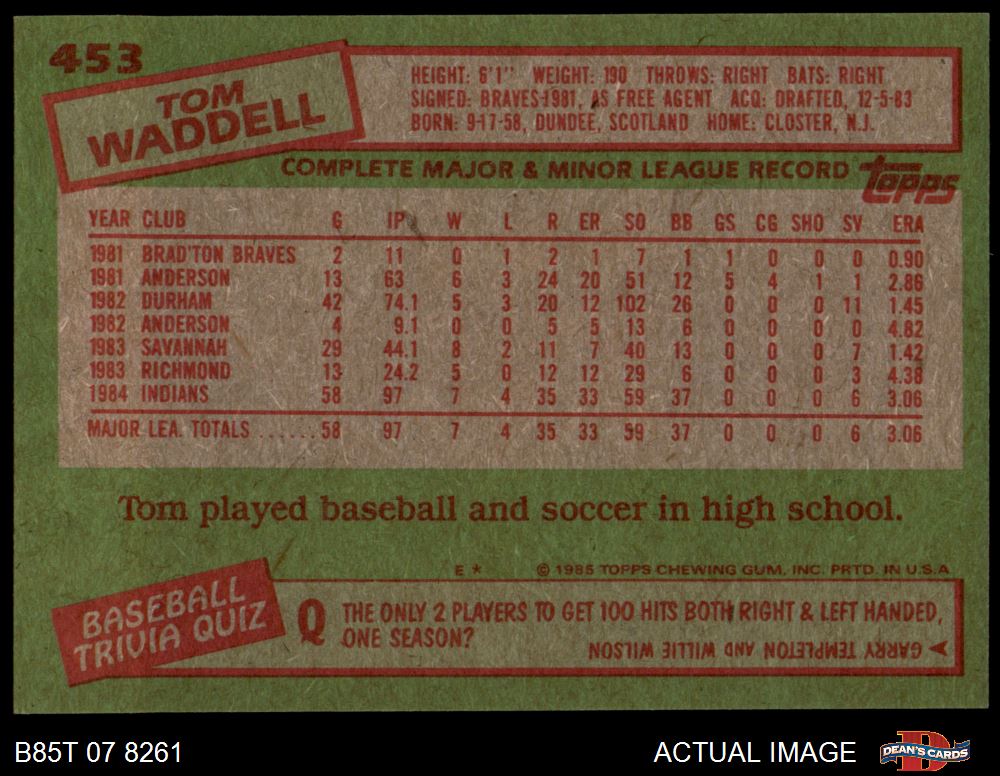 453
TOM
WADDELL
HEIGHT: 6'1" WEIGHT: 190 THROWS: RIGHT BATS: RIGHT
SIGNED: BRAVES-1981, AS FREE AGENT ACQ: DRAFTED, 12-5-83
BORN: 9-17-58, DUNDEE, SCOTLAND HOME: CLOSTER, N.J.
COMPLETE MAJOR & MINOR LEAGUE RECORD topps
YEAR CLUB G IP W L R ER SO BB GS CG SHO SV ERA
1981 BRAD'TON BRAVES 2 11 0 1 2 1 7 1 1 0 0 0 0.90
1981 ANDERSON 13 63 6 3 24 20 51 12 5 4 1 1 2.86
1982 DURHAM 42 74.1 5 3 20 12 102 26 0 0 0 11 1.45
1982 ANDERSON 4 9.1 0 0 5 5 13 6 0 0 0 0 4.82
1983 SAVANNAH 29 44.1 8 2 11 7 40 13 0 0 0 7 1.42
1983 RICHMOND 13 24.2 5 0 12 12 29 6 0 0 0 3 4.38
1984 INDIANS 58 97 7 4 35 33 59 37 0 0 0 6 3.06
MAJOR LEA. TOTALS ......58 97 7 4 35 33 59 37 0 0 0 6 3.06
Tom played baseball and soccer in high school.
E * © 1985 TOPPS CHEWING GUM, INC. PRTD. IN U.S.A.
BASEBALL
TRIVIA QUIZ
Q THE ONLY 2 PLAYERS TO GET 100 HITS BOTH RIGHT & LEFT HANDED,
ONE SEASON?
GARRY TEMPLETON AND WILLIE WILSON
B85T 07 8261
ACTUAL IMAGE
D
DEAN'S CARDS